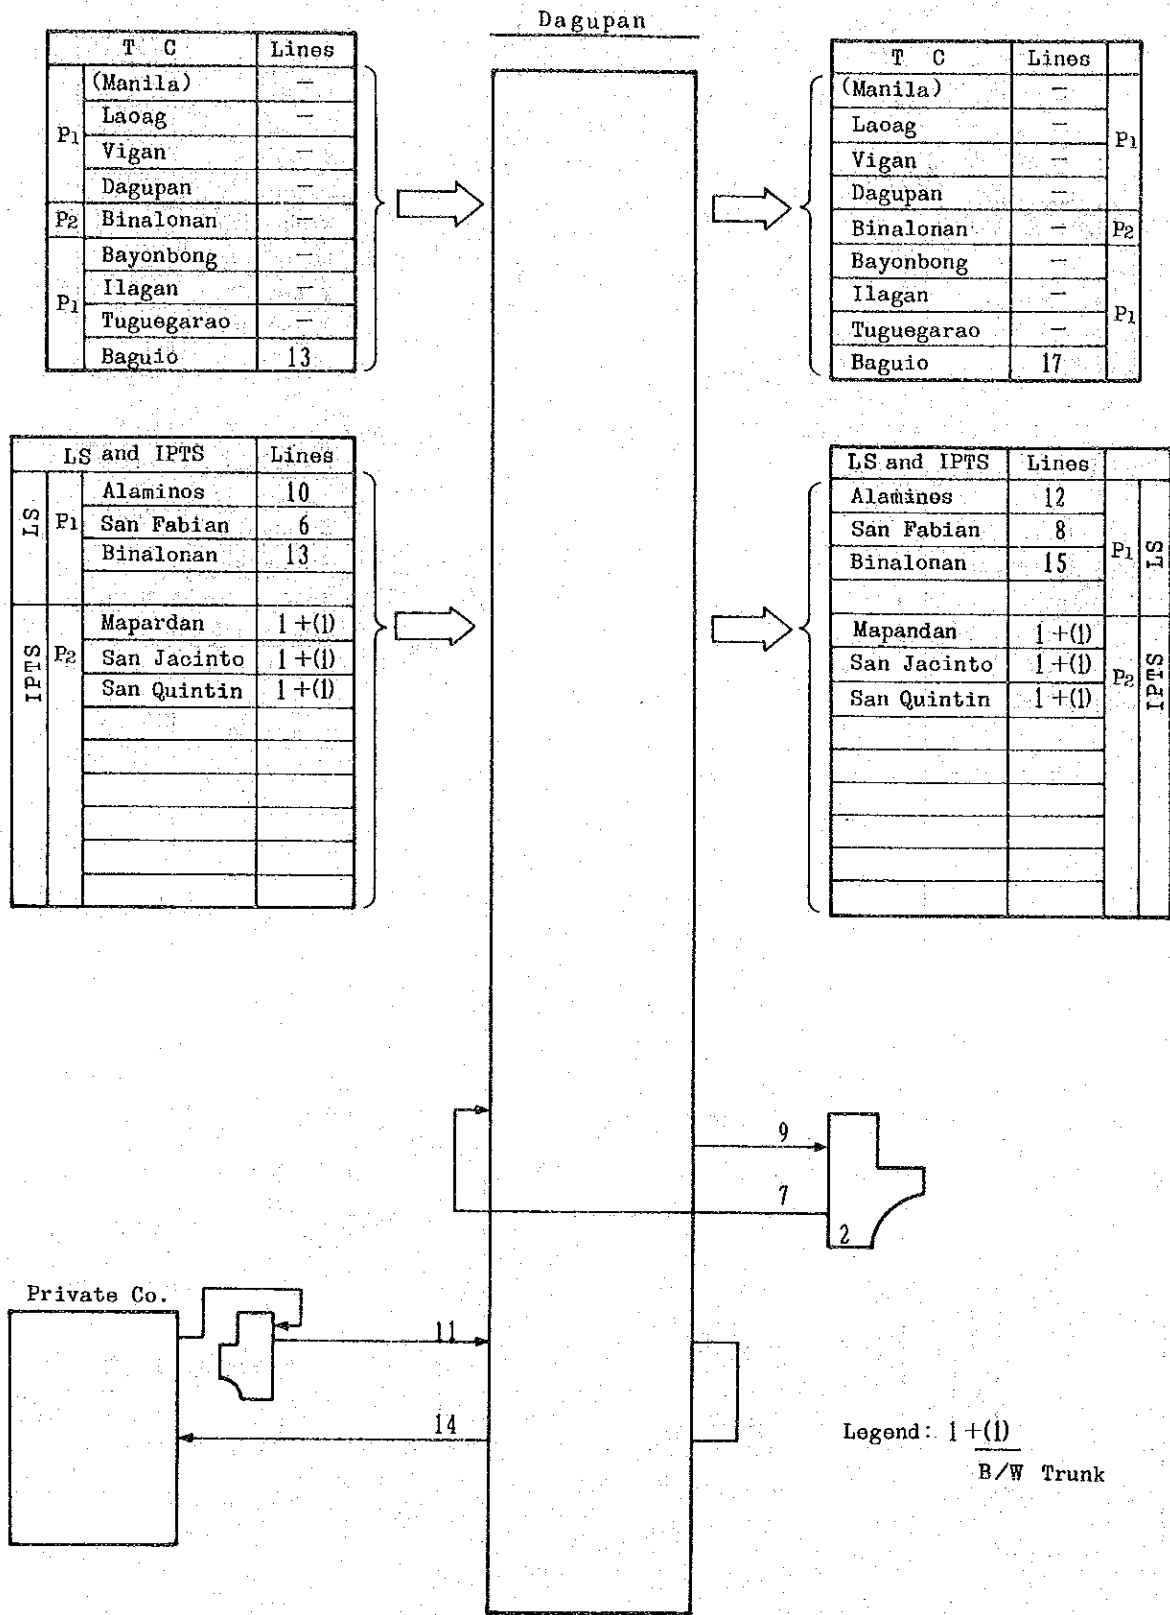 Dagupan
T C Lines
P1 (Manila) —
Laoag —
Vigan —
Dagupan —
P2 Binalonan —
P1 Bayonbong —
Ilagan —
Tuguegarao —
Baguio 13
T C Lines
(Manila) — P1
Laoag —
Vigan —
Dagupan —
Binalonan — P2
Bayonbong — P1
Ilagan —
Tuguegarao —
Baguio 17
LS and IPTS Lines
LS P1 Alaminos 10
San Fabian 6
Binalonan 13
IPTS P2 Mapardan 1+(1)
San Jacinto 1+(1)
San Quintin 1+(1)
LS and IPTS Lines
Alaminos 12 P1 LS
San Fabian 8
Binalonan 15
Mapandan 1+(1) P2 IPTS
San Jacinto 1+(1)
San Quintin 1+(1)
9
7
2
Private Co.
11
14
Legend: 1+(1)
B/W Trunk